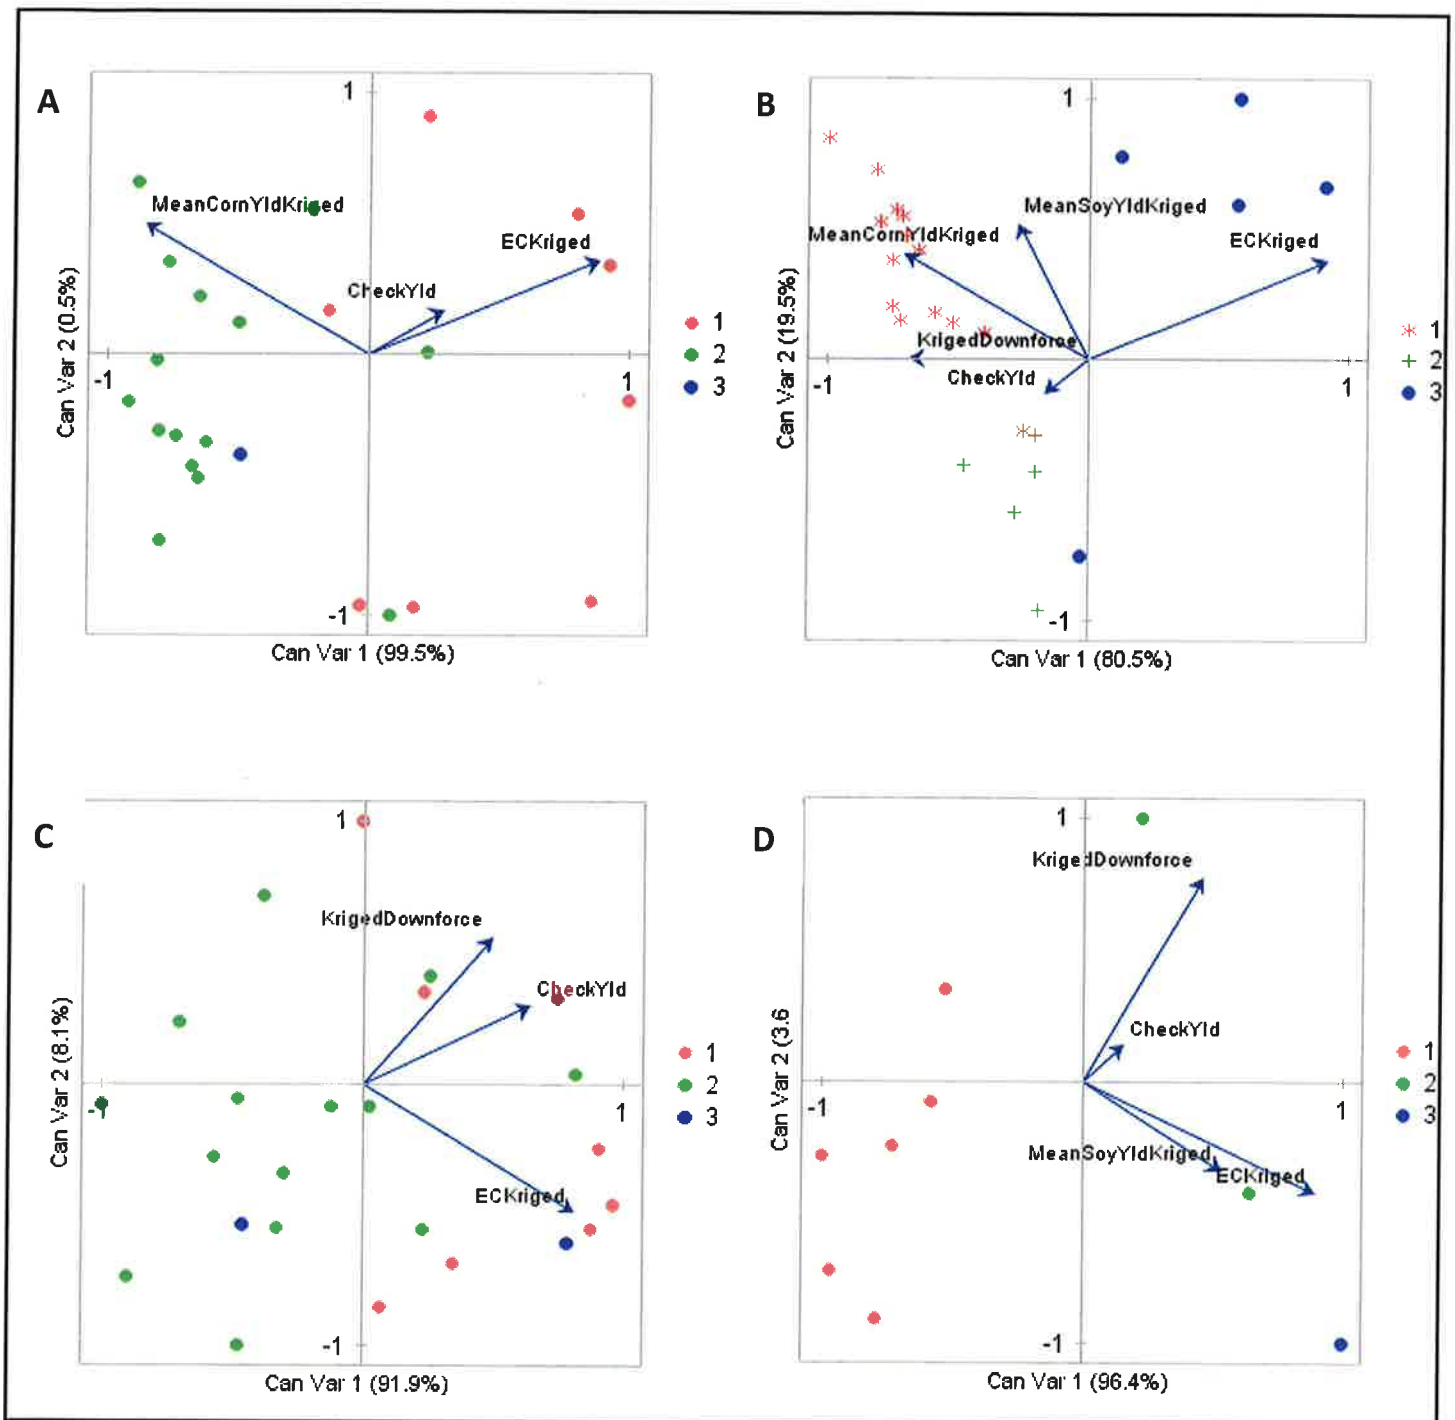 A
1
MeanCornYldKriged
ECKriged
CheckYld
-1
1
-1
Can Var 2 (0.5%)
Can Var 1 (99.5%)
1
2
3
B
1
MeanSoyYldKriged
MeanCornYldKriged
ECKriged
KrigedDownforce
CheckYld
-1
1
-1
Can Var 2 (19.5%)
Can Var 1 (80.5%)
1
2
3
C
1
KrigedDownforce
CheckYld
-1
1
ECKriged
-1
Can Var 2 (8.1%)
Can Var 1 (91.9%)
1
2
3
D
1
KrigedDownforce
CheckYld
-1
1
MeanSoyYldKriged
ECKriged
-1
Can Var 2 (3.6
Can Var 1 (96.4%)
1
2
3